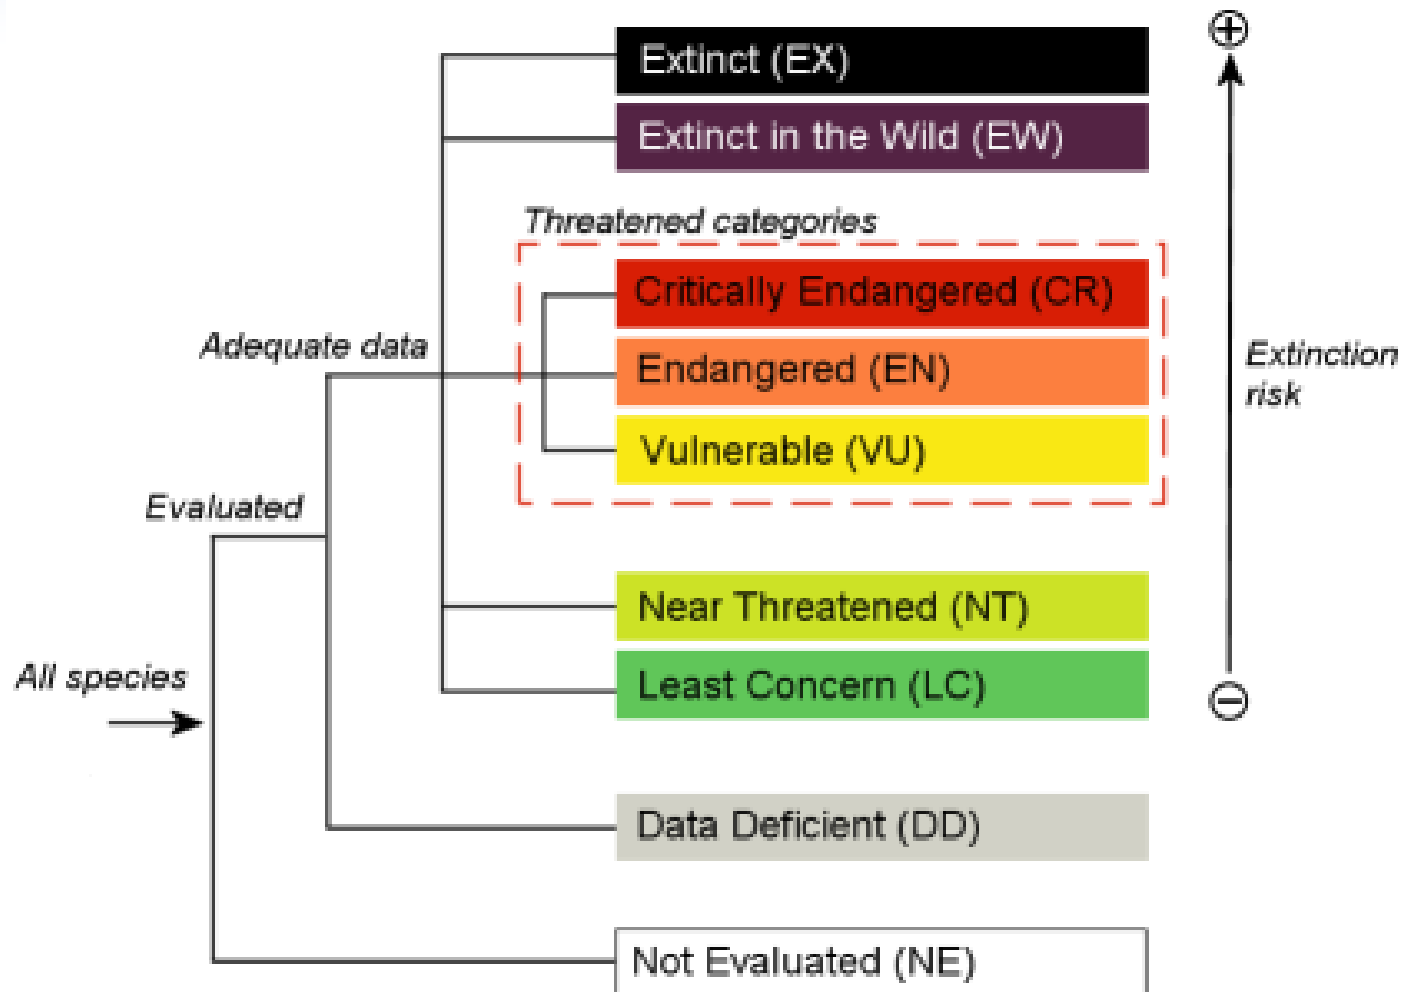 Extinct (EX)
Extinct in the Wild (EW)
Threatened categories
Critically Endangered (CR)
Adequate data
Endangered (EN)
Extinction
risk
Vulnerable (VU)
Evaluated
Near Threatened (NT)
All species
Least Concern (LC)
Data Deficient (DD)
Not Evaluated (NE)